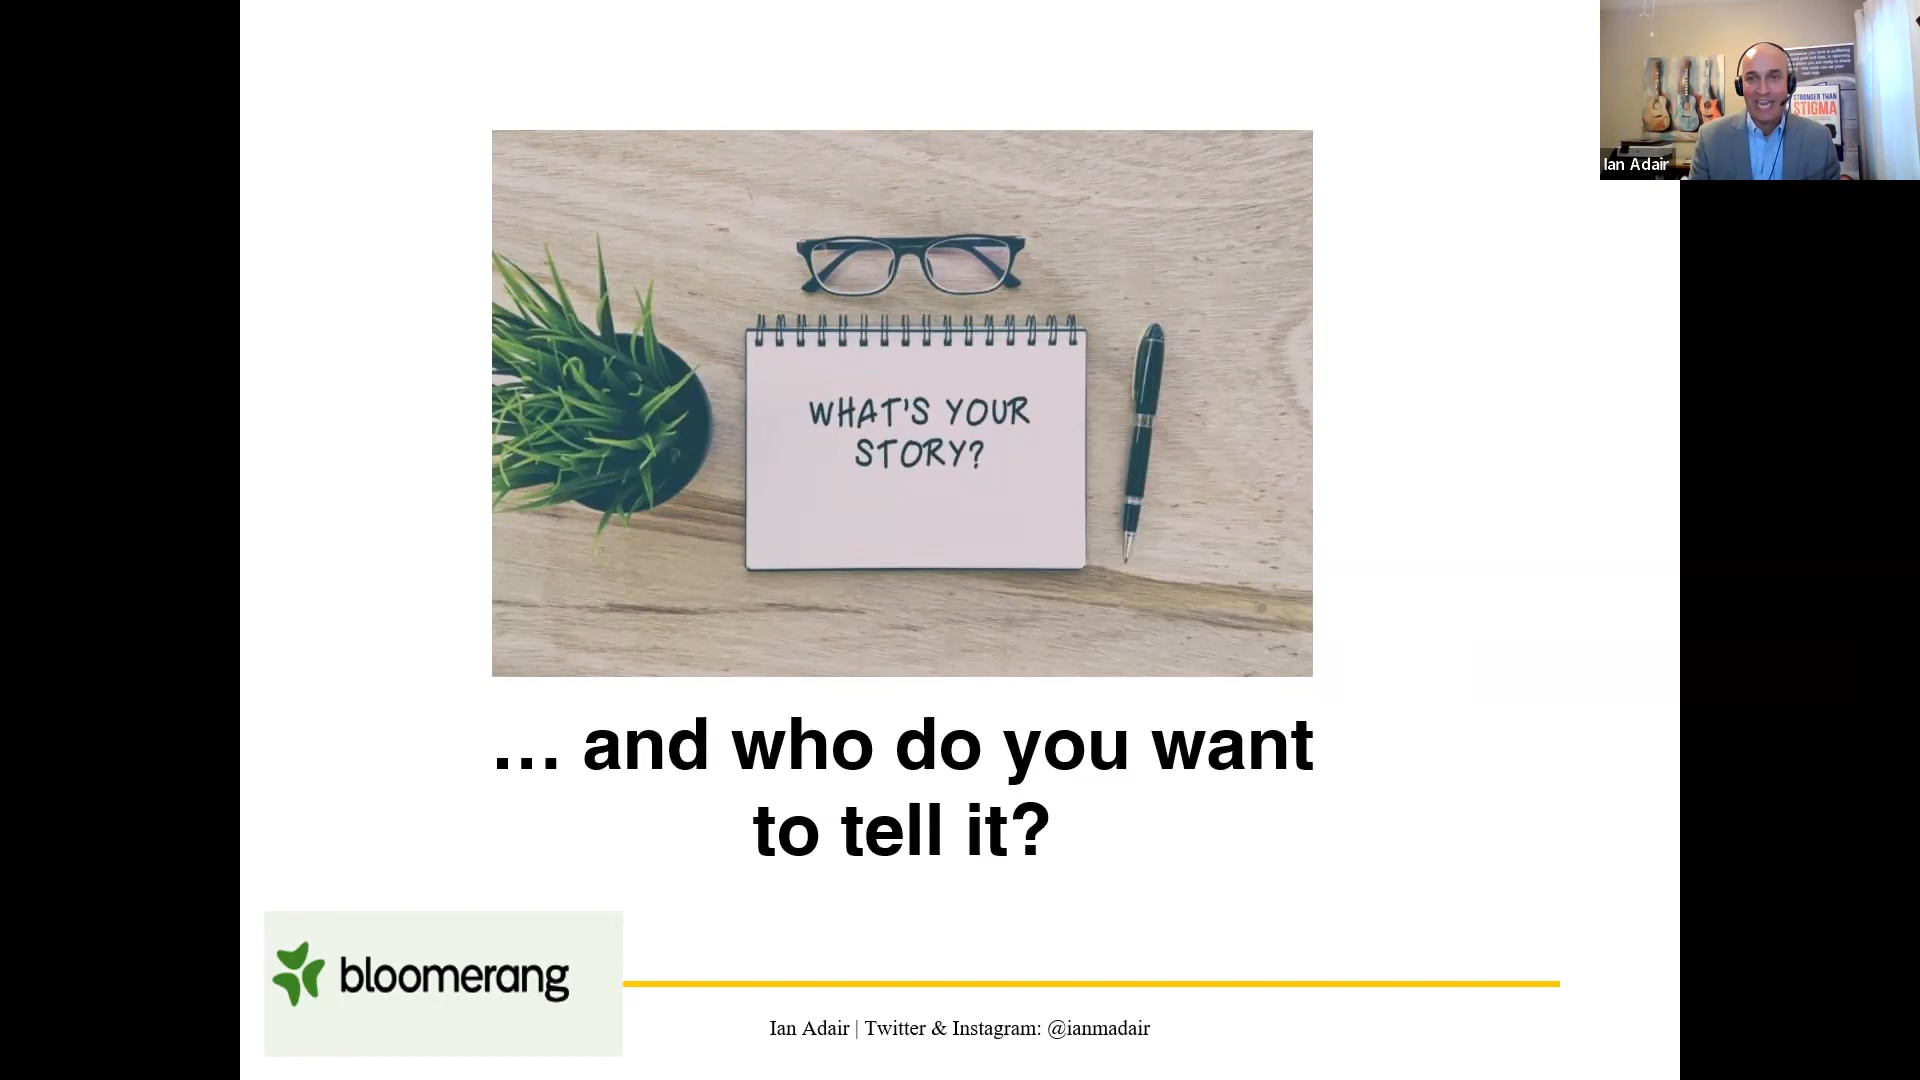 STRONGER THAN
STIGMA
Ian Adair
WHAT'S YOUR
STORY?
... and who do you want
to tell it?
bloomerang
Ian Adair | Twitter & Instagram: @ianmadair